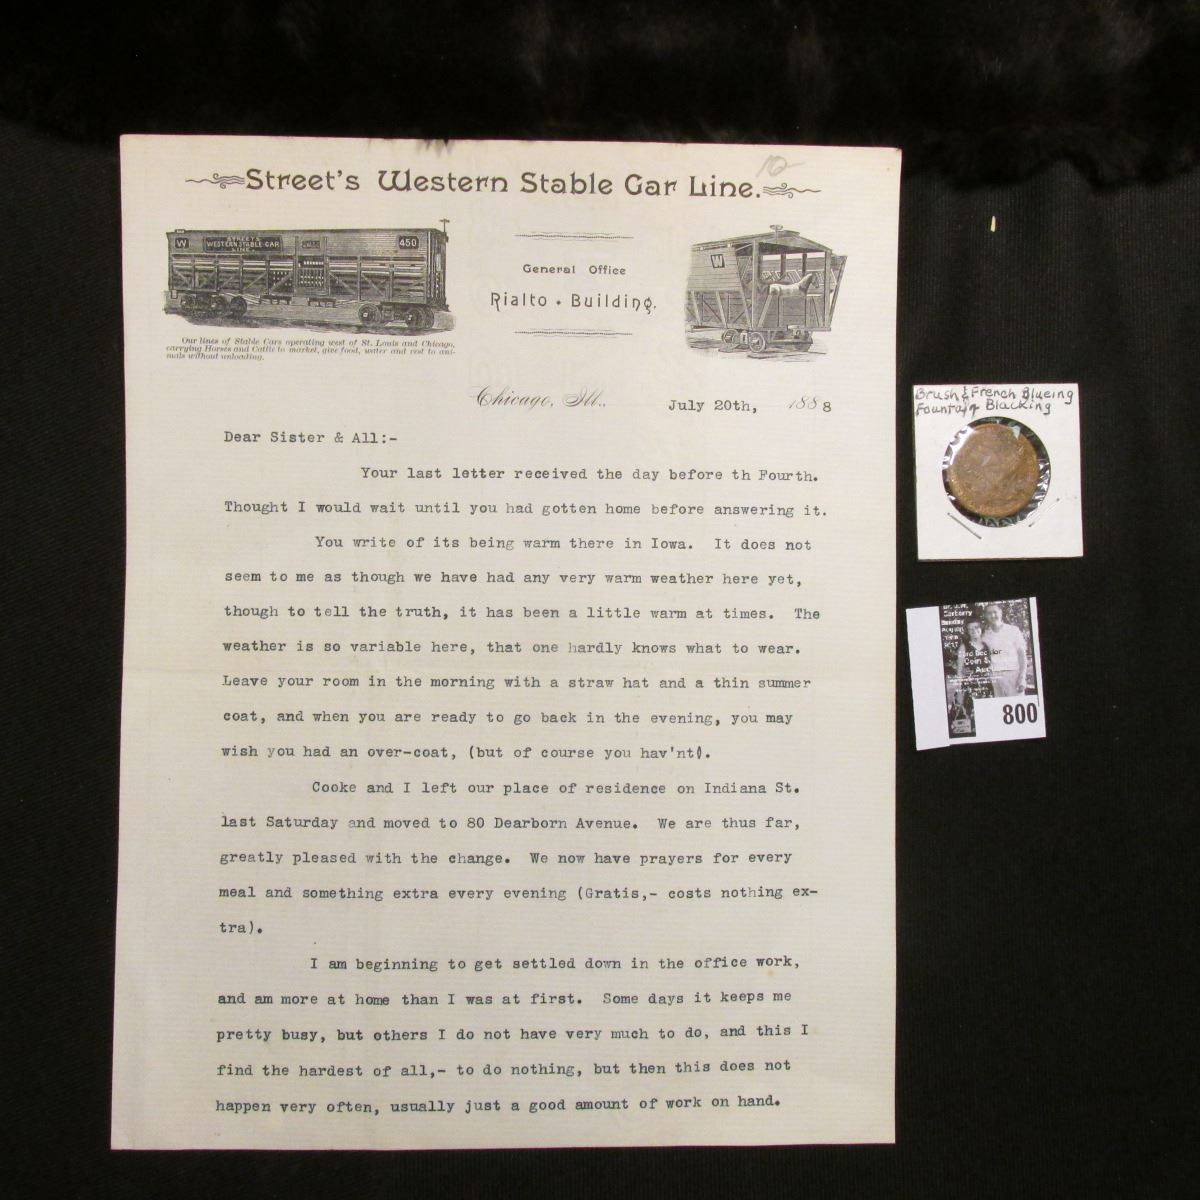 Street's Western Stable Car Line.
10
W
STREET'S
WESTERN STABLE-CAR
LINE
450
W
General Office
Rialto • Building.
Our lines of Stable Cars operating west of St. Louis and Chicago,
carrying Horses and Cattle to market, give food, water and rest to ani-
mals without unloading.
Chicago, Ill., July 20th, 1888
Dear Sister & All:-
Your last letter received the day before th Fourth.
Thought I would wait until you had gotten home before answering it.
You write of its being warm there in Iowa. It does not
seem to me as though we have had any very warm weather here yet,
though to tell the truth, it has been a little warm at times. The
weather is so variable here, that one hardly knows what to wear.
Leave your room in the morning with a straw hat and a thin summer
coat, and when you are ready to go back in the evening, you may
wish you had an over-coat, (but of course you hav'nt).
Cooke and I left our place of residence on Indiana St.
last Saturday and moved to 80 Dearborn Avenue. We are thus far,
greatly pleased with the change. We now have prayers for every
meal and something extra every evening (Gratis,- costs nothing ex-
tra).
I am beginning to get settled down in the office work,
and am more at home than I was at first. Some days it keeps me
pretty busy, but others I do not have very much to do, and this I
find the hardest of all,- to do nothing, but then this does not
happen very often, usually just a good amount of work on hand.
Brush & French Blueing
Fountain Blacking
Coin &
800